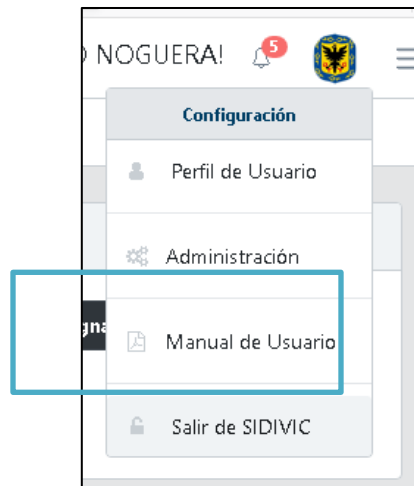 NOGUERA! 5
Configuración
Perfil de Usuario
Administración
Manual de Usuario
Salir de SIDIVIC